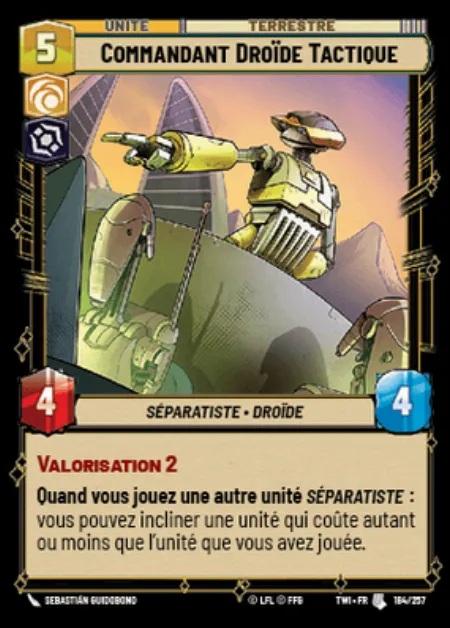 UNITÉ
TERRESTRE
5
COMMANDANT DROÏDE TACTIQUE
4
SÉPARATISTE • DROÏDE
4
VALORISATION 2
Quand vous jouez une autre unité SÉPARATISTE :
vous pouvez incliner une unité qui coûte autant
ou moins que l'unité que vous avez jouée.
SEBASTIÁN GUIDOBONO
© LFL © FFG
TWI • FR
184/257